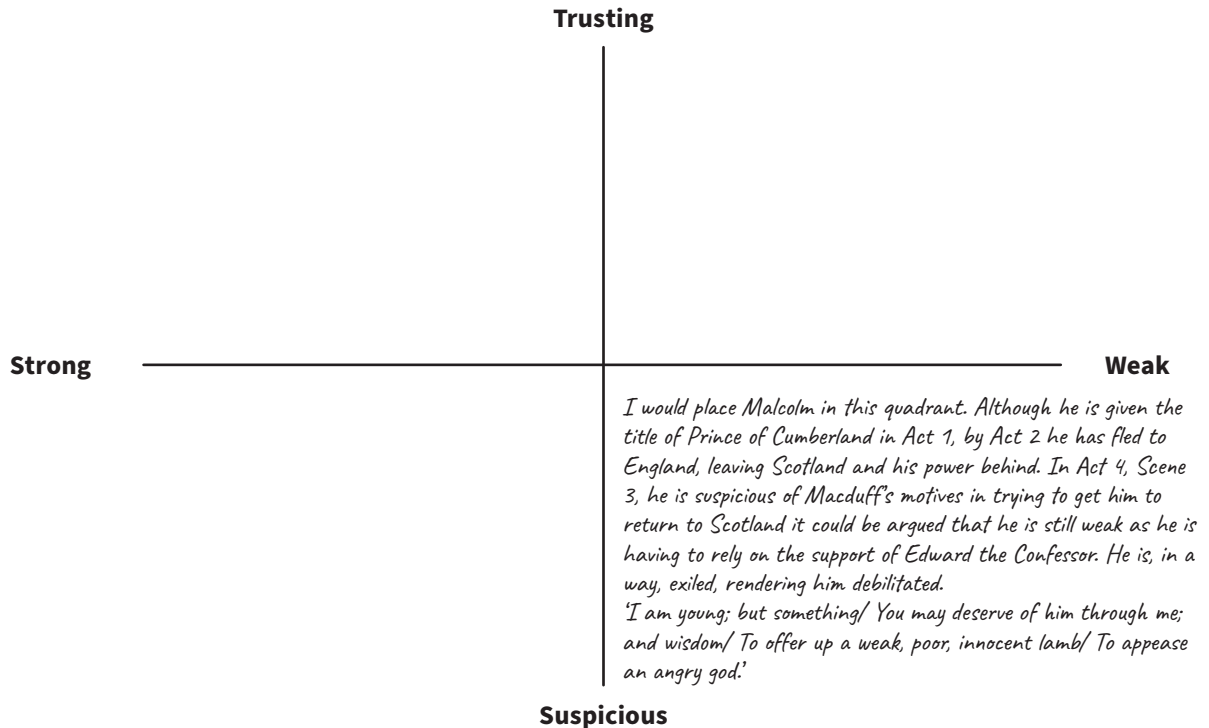 Trusting
Strong
Weak
I would place Malcolm in this quadrant. Although he is given the
title of Prince of Cumberland in Act 1, by Act 2 he has fled to
England, leaving Scotland and his power behind. In Act 4, Scene
3, he is suspicious of Macduff's motives in trying to get him to
return to Scotland it could be argued that he is still weak as he is
having to rely on the support of Edward the Confessor. He is, in a
way, exiled, rendering him debilitated.
'I am young; but something/ You may deserve of him through me;
and wisdom/ To offer up a weak, poor, innocent lamb/ To appease
an angry god.'
Suspicious